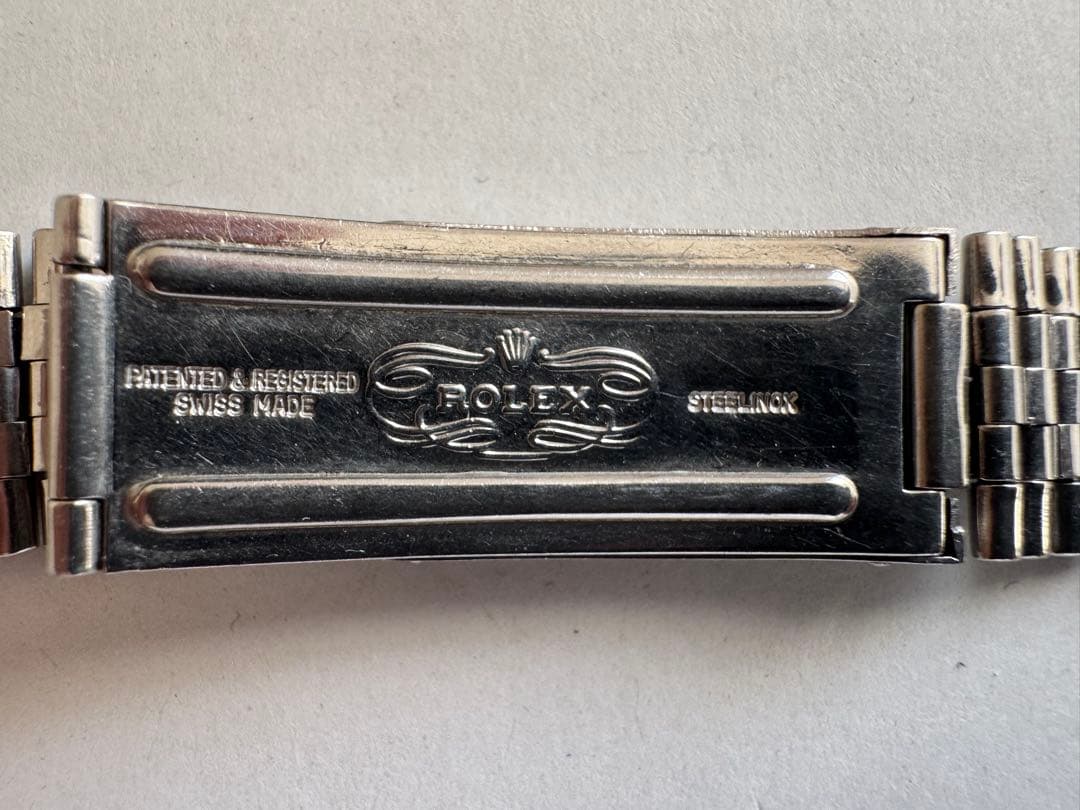 PATENTED & REGISTERED
SWISS MADE
ROLEX
STEELINOX